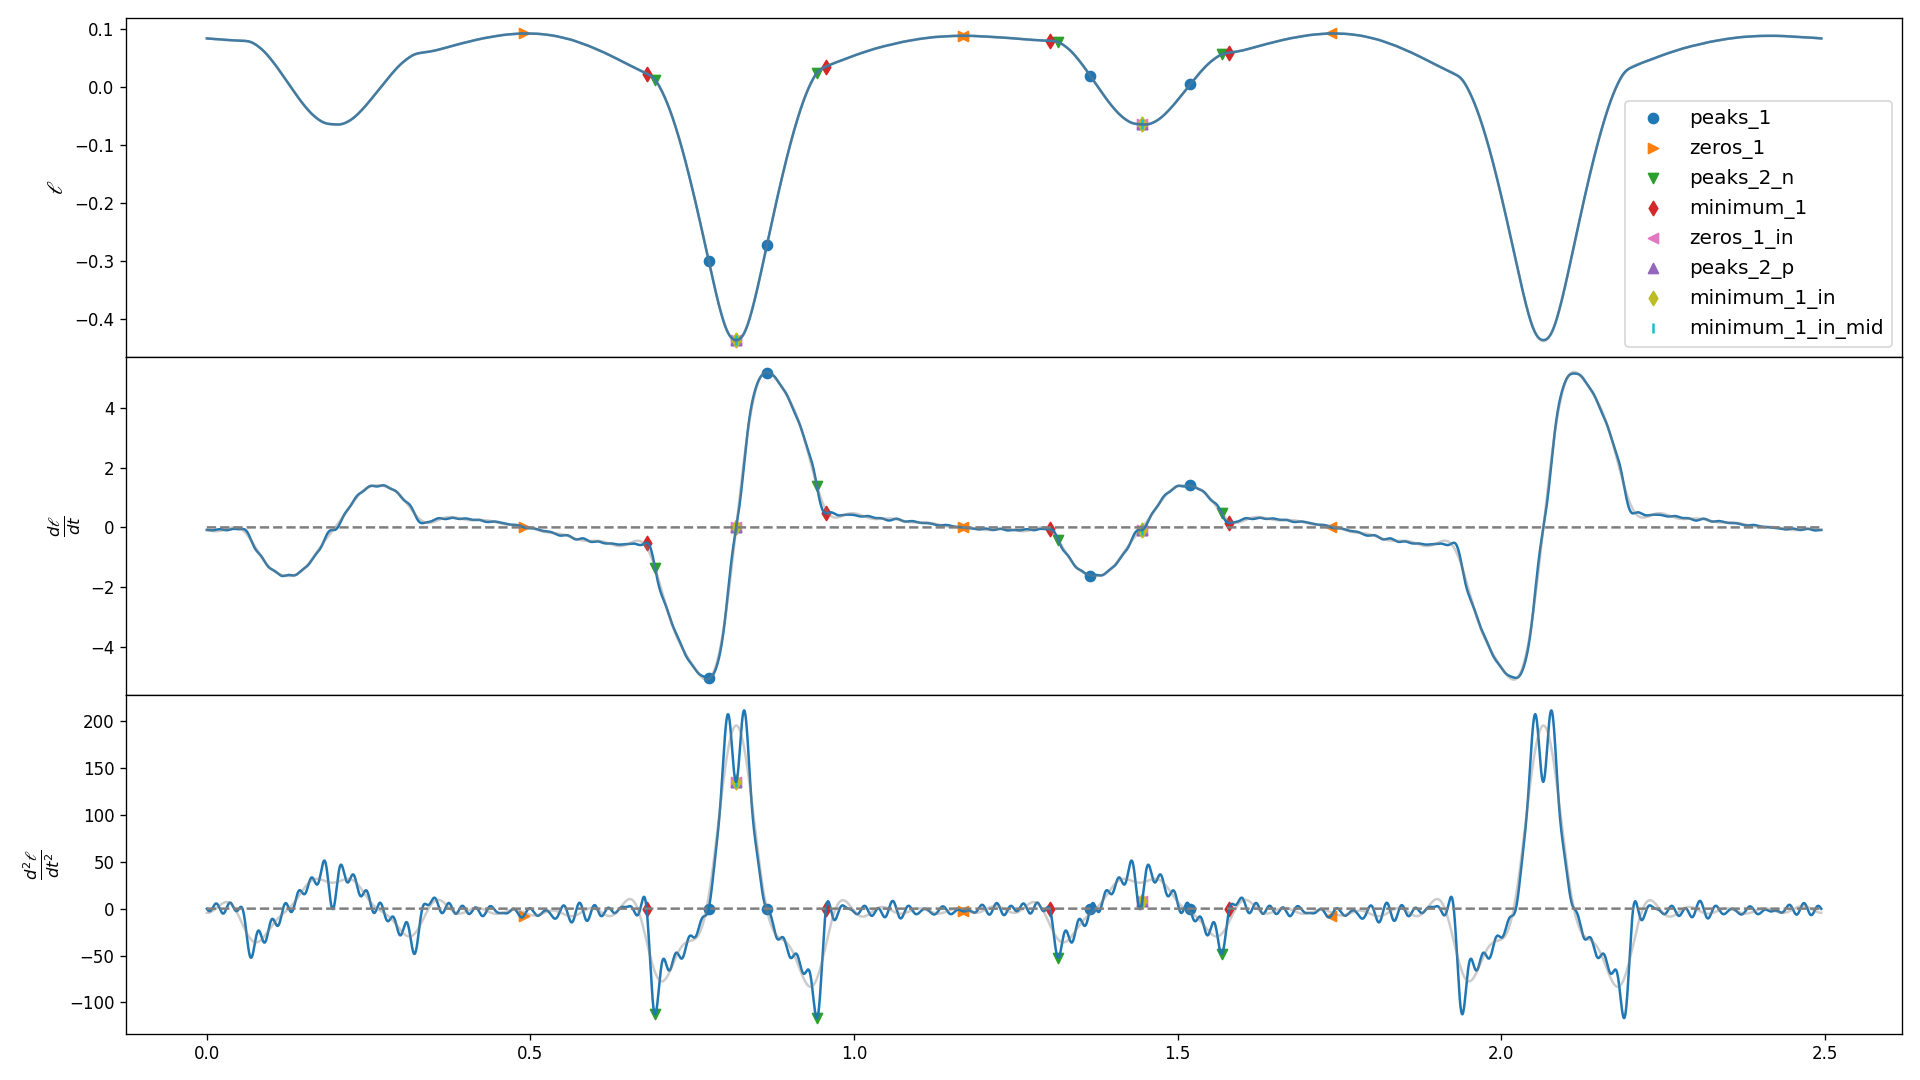 0.1
0.0
−0.1
−0.2
−0.3
−0.4
ℓ
peaks_1
zeros_1
peaks_2_n
minimum_1
zeros_1_in
peaks_2_p
minimum_1_in
minimum_1_in_mid
4
2
0
−2
−4
dℓ
dt
200
150
100
50
0
−50
−100
d²ℓ
dt²
0.0 0.5 1.0 1.5 2.0 2.5